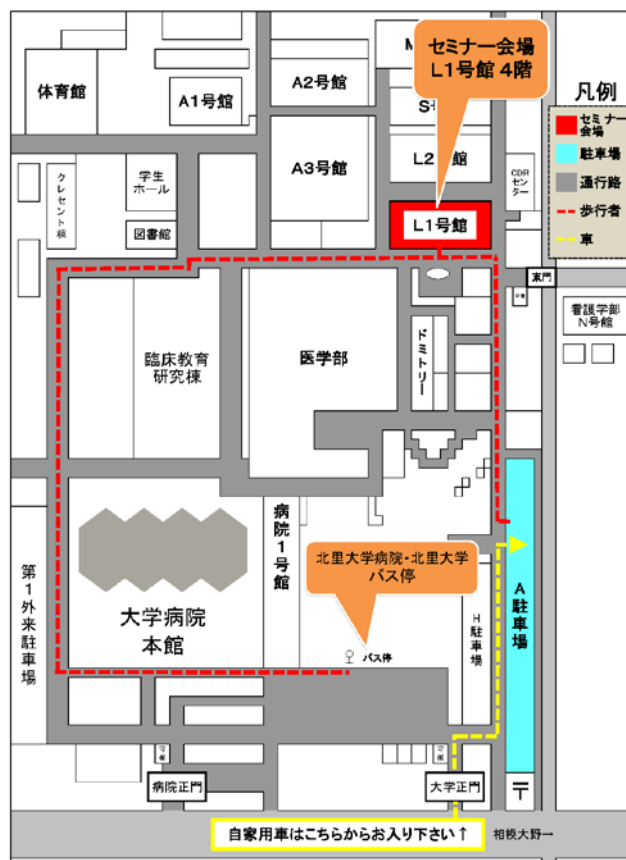 セミナー会場
L1号館 4階
体育館
A1号館
A2号館
M
S
凡例
セミナー
会場
駐車場
通行路
歩行者
車
A3号館
L2号館
CDR
センター
クレセント棟
学生
ホール
図書館
L1号館
東門
看護学部
N号館
臨床教育
研究棟
医学部
ドミトリー
病院1号館
北里大学病院・北里大学
バス停
第1外来駐車場
大学病院
本館
バス停
H駐車場
A駐車場
守衛
守衛
病院正門
大学正門
〒
自家用車はこちらからお入り下さい↑
相模大野→